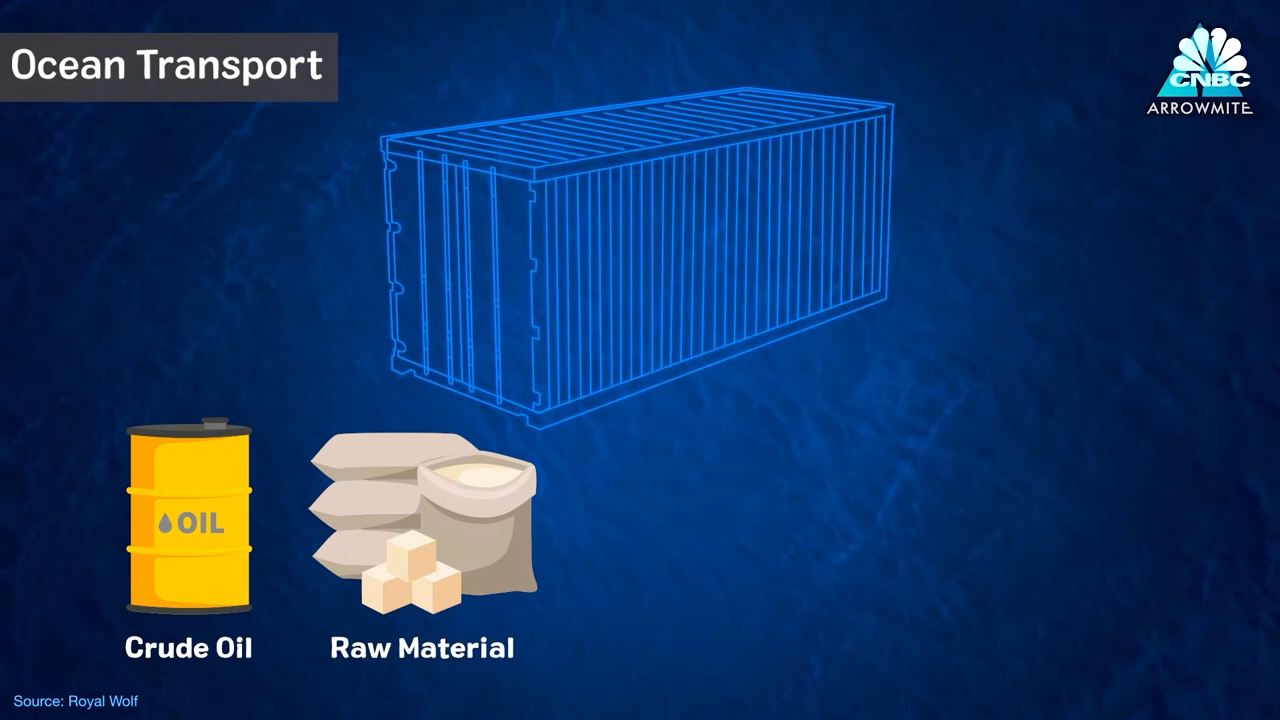 Ocean Transport
CNBC
ARROWMITE
OIL
Crude Oil
Raw Material
Source: Royal Wolf